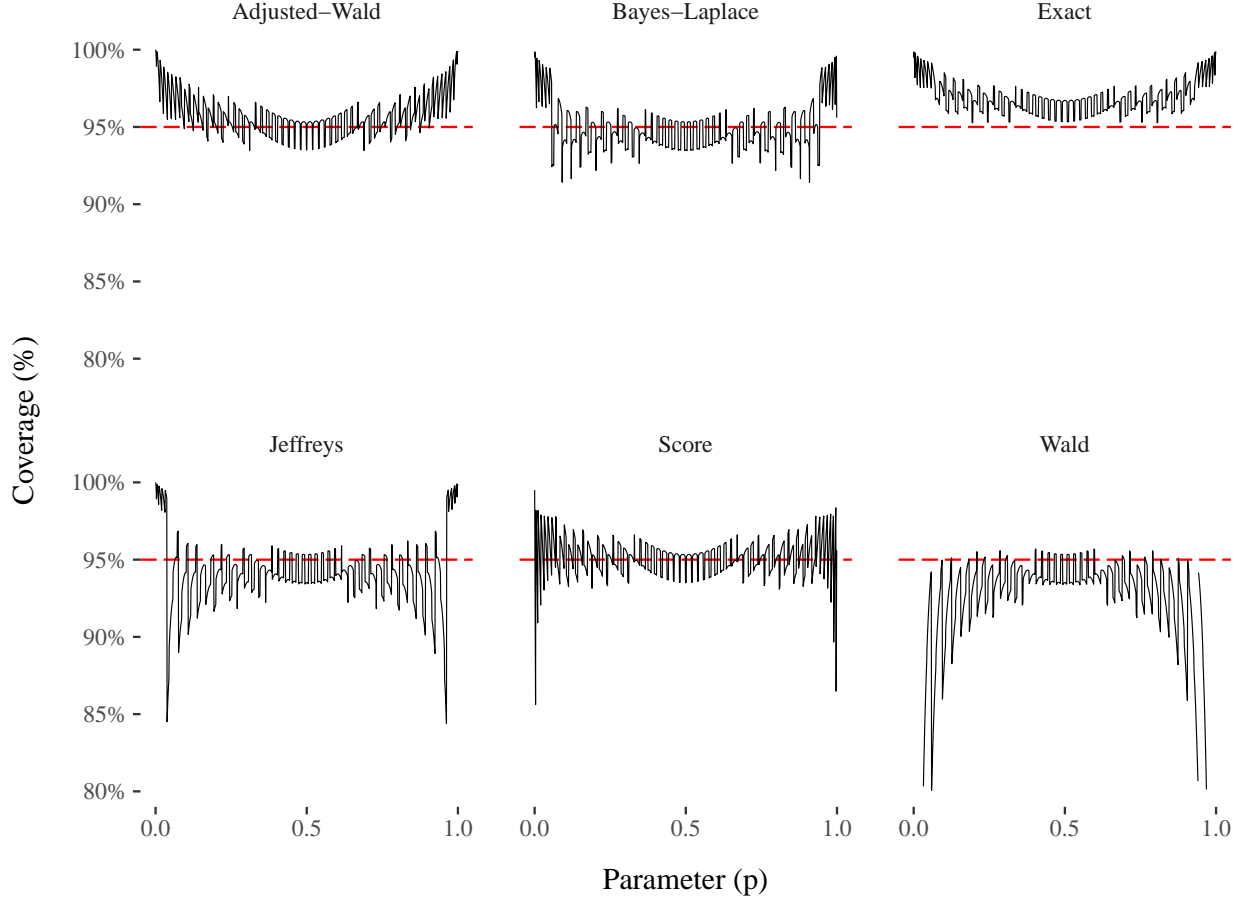 Adjusted−Wald Bayes−Laplace Exact
100%
95%
90%
85%
80%
Coverage (%)
Jeffreys Score Wald
100%
95%
90%
85%
80%
0.0 0.5 1.0 0.0 0.5 1.0 0.0 0.5 1.0
Parameter (p)